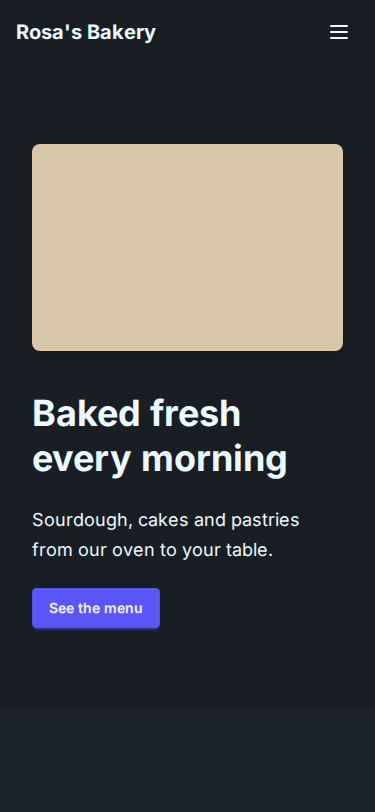 Rosa's Bakery
Baked fresh
every morning
Sourdough, cakes and pastries
from our oven to your table.
See the menu